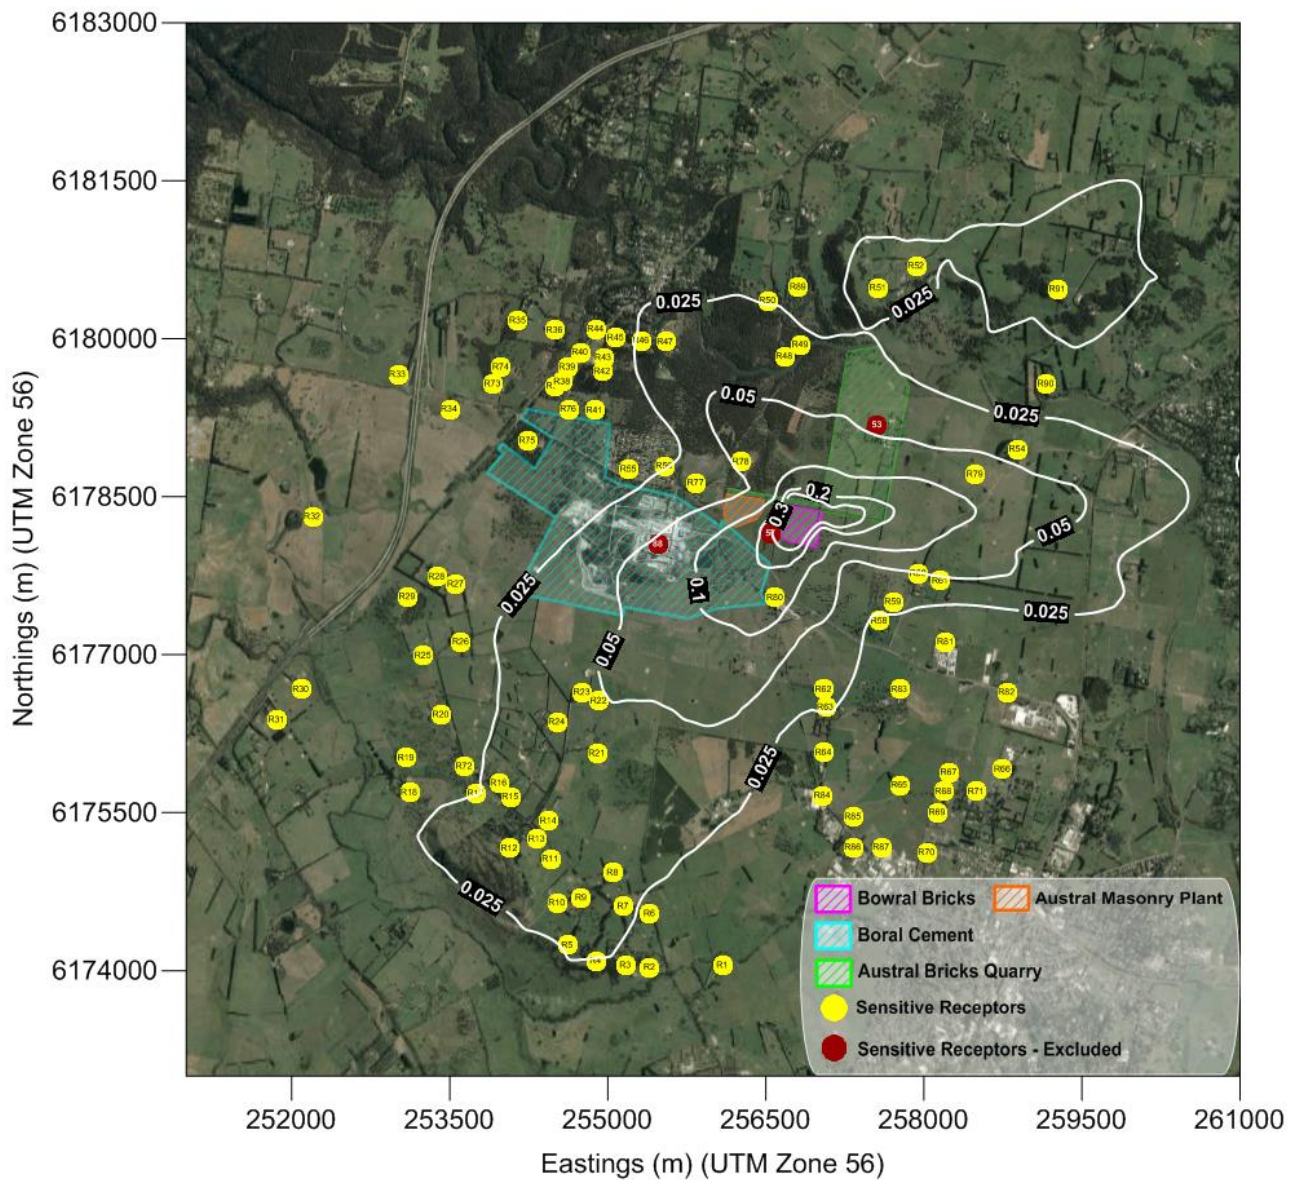 6183000
6181500
6180000
6178500
6177000
6175500
6174000
Northings (m) (UTM Zone 56)
252000 253500 255000 256500 258000 259500 261000
Eastings (m) (UTM Zone 56)
R52
R51 R91
R89
0.025 R50 0.025
R35
R36 R44
R45 R46 R47
R49
R40 R43 R48
R74 R39 R42
R33 R73 R38 R90
0.05
R34 R76 R41 0.025
53
R75 R54
R55 R78 R79
R77
0.2
R32 0.3
0.05
R28 R27 R61
0.025 0.1
R29 R80 R59
0.025
R58
R26 R81
R25 0.05
R30 R23 R62 R83 R82
R22
R31 R20 R24 R63
R21 R64
R19 R72 0.025 R67 R66
R16 R65
R18 R15 R84 R68 R71
R14 R85 R69
R13
R12 R86 R87 R70
R11
R8
0.025 R10 R9 R7 R6
R5
R4 R3 R2 R1
Bowral Bricks Austral Masonry Plant
Boral Cement
Austral Bricks Quarry
Sensitive Receptors
Sensitive Receptors - Excluded